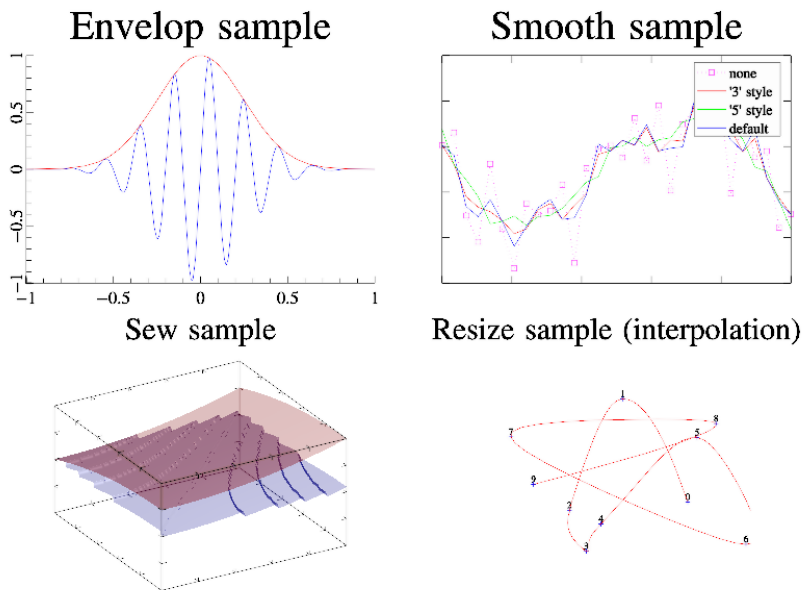 Envelop sample
Smooth sample
1
0.5
0
−0.5
−1
−1 −0.5 0 0.5 1
none
'3' style
'5' style
default
Sew sample
Resize sample (interpolation)
1
8
7
5
9
0
2
4
3
6